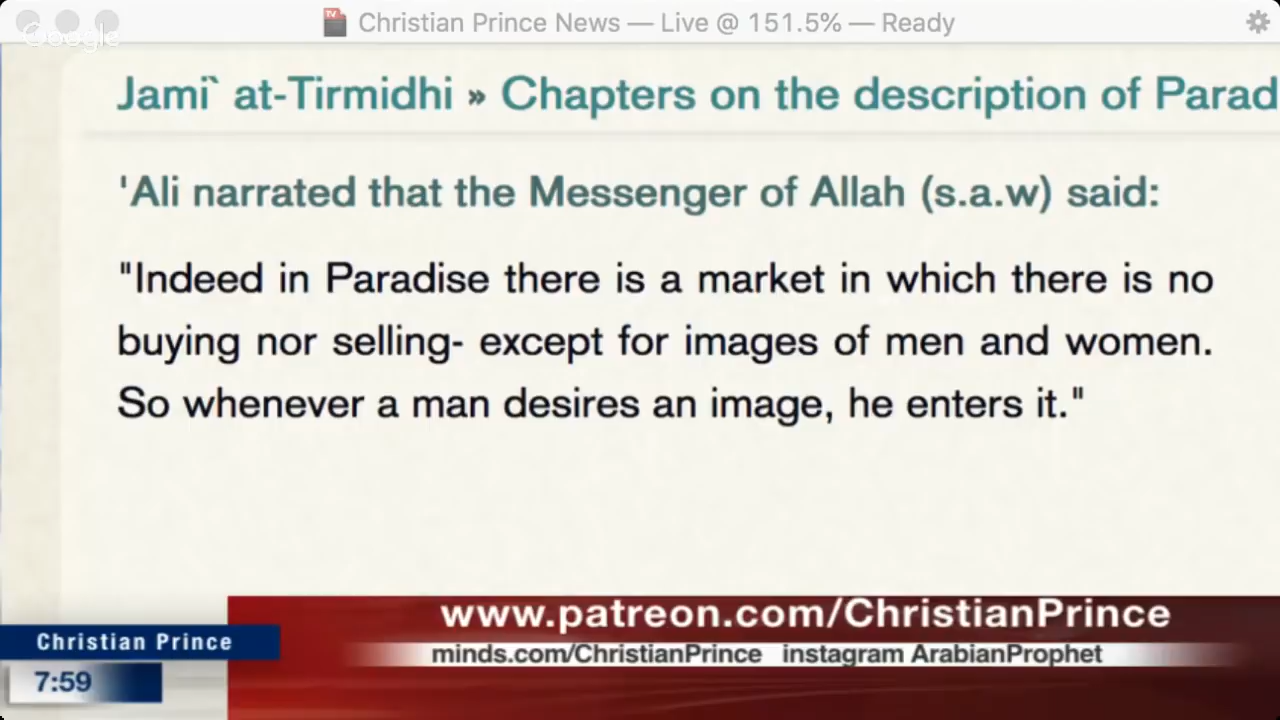 Christian Prince News — Live @ 151.5% — Ready
Google
Jami` at-Tirmidhi » Chapters on the description of Parad
'Ali narrated that the Messenger of Allah (s.a.w) said:
"Indeed in Paradise there is a market in which there is no
buying nor selling- except for images of men and women.
So whenever a man desires an image, he enters it."
www.patreon.com/ChristianPrince
Christian Prince
minds.com/ChristianPrince instagram ArabianProphet
7:59